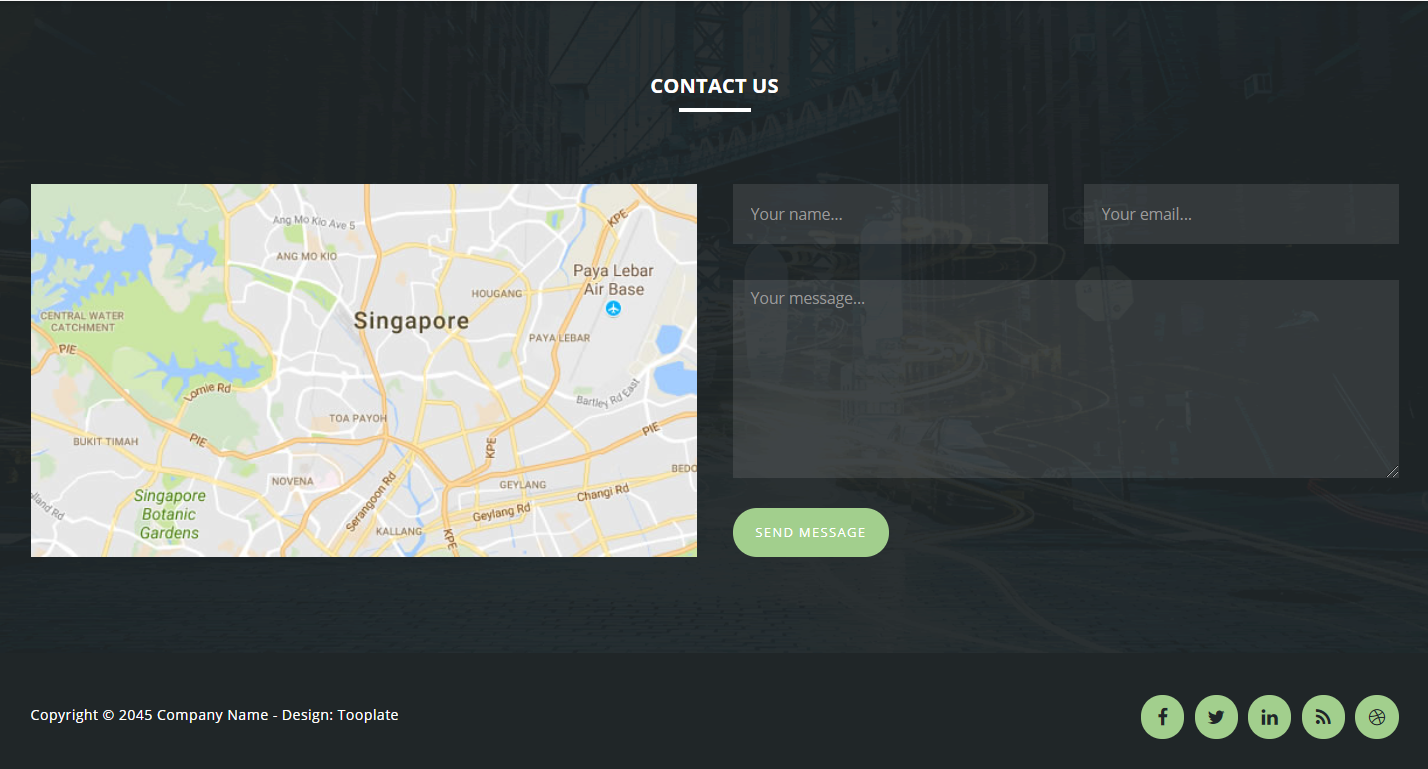 CONTACT US
Ang Mo Kio Ave 5
KPE
ANG MO KIO
Paya Lebar
Air Base
HOUGANG
CENTRAL WATER
CATCHMENT
Singapore
PAYA LEBAR
PIE
Lornie Rd
Bartley Rd East
TOA PAYOH
BUKIT TIMAH
PIE
KPE
PIE
BEDO
NOVENA
GEYLANG
Changi Rd
Singapore
Botanic
Gardens
Serangoon Rd
Geylang Rd
KALLANG
KPE
Your name...
Your email...
Your message...
SEND MESSAGE
Copyright © 2045 Company Name - Design: Tooplate